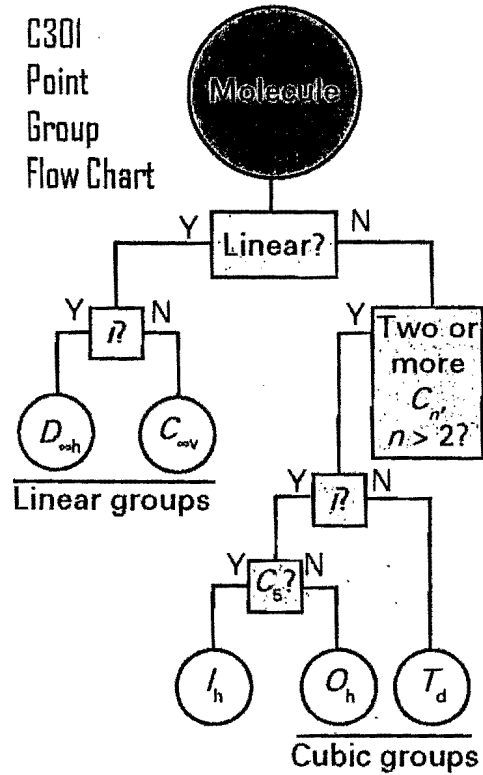 C301
Point
Group
Flow Chart
Molecule
Y
Linear?
N
Y
i?
N
Y
Two or
more
Cn,
n > 2?
D∞h
C∞v
Linear groups
Y
i?
N
Y
C5?
N
Ih
Oh
Td
Cubic groups